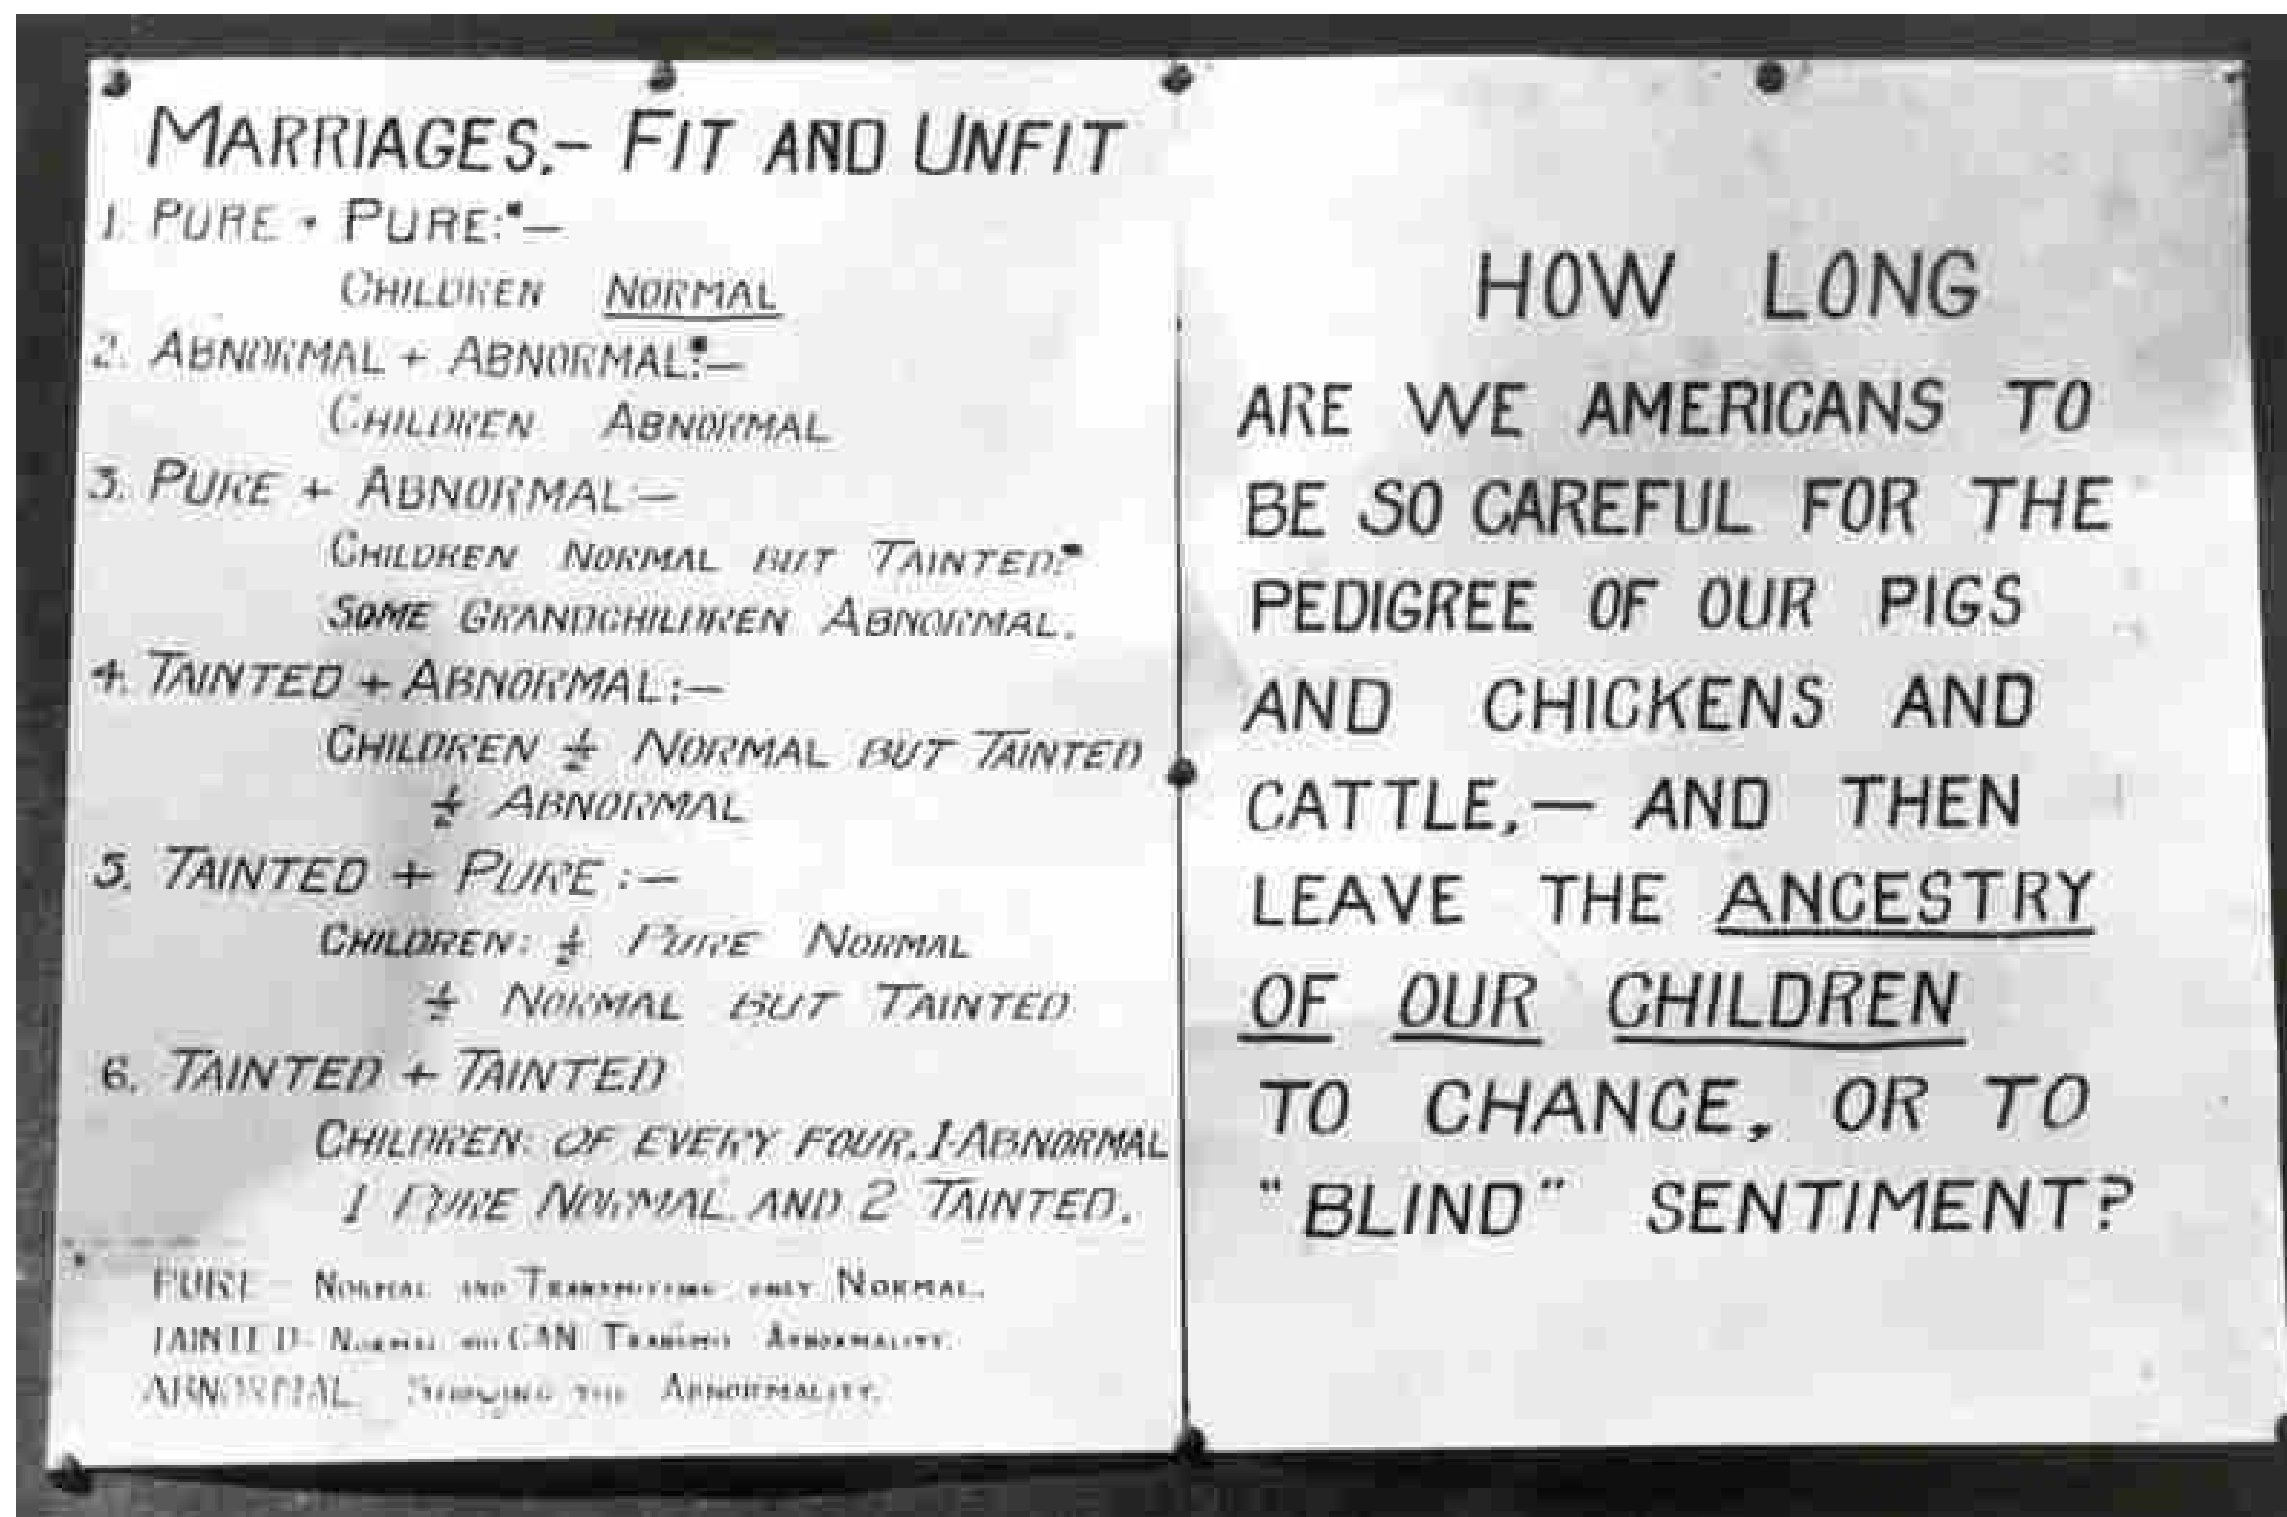 MARRIAGES,- FIT AND UNFIT
1. PURE + PURE:-
CHILDREN NORMAL
2. ABNORMAL + ABNORMAL:-
CHILDREN ABNORMAL
3. PURE + ABNORMAL:-
CHILDREN NORMAL BUT TAINTED:
SOME GRANDCHILDREN ABNORMAL.
4. TAINTED + ABNORMAL:-
CHILDREN ½ NORMAL BUT TAINTED
½ ABNORMAL
5. TAINTED + PURE:-
CHILDREN: ½ PURE NORMAL
½ NORMAL BUT TAINTED
6. TAINTED + TAINTED
CHILDREN: OF EVERY FOUR, 1 ABNORMAL
1 PURE NORMAL AND 2 TAINTED.
PURE - NORMAL AND TRANSMITTING ONLY NORMAL.
TAINTED - NORMAL CAN TRANSMIT ABNORMALITY.
ABNORMAL SHOWING THE ABNORMALITY.
HOW LONG
ARE WE AMERICANS TO
BE SO CAREFUL FOR THE
PEDIGREE OF OUR PIGS
AND CHICKENS AND
CATTLE,— AND THEN
LEAVE THE ANCESTRY
OF OUR CHILDREN
TO CHANCE, OR TO
"BLIND" SENTIMENT?